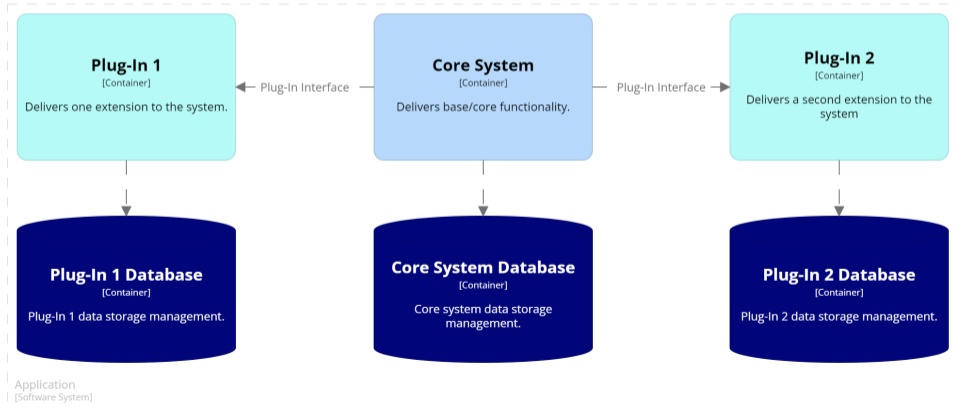 Plug-In 1
[Container]
Delivers one extension to the system.
Plug-In Interface
Core System
[Container]
Delivers base/core functionality.
Plug-In Interface
Plug-In 2
[Container]
Delivers a second extension to the
system
Plug-In 1 Database
[Container]
Plug-In 1 data storage management.
Core System Database
[Container]
Core system data storage
management.
Plug-In 2 Database
[Container]
Plug-In 2 data storage management.
Application
[Software System]